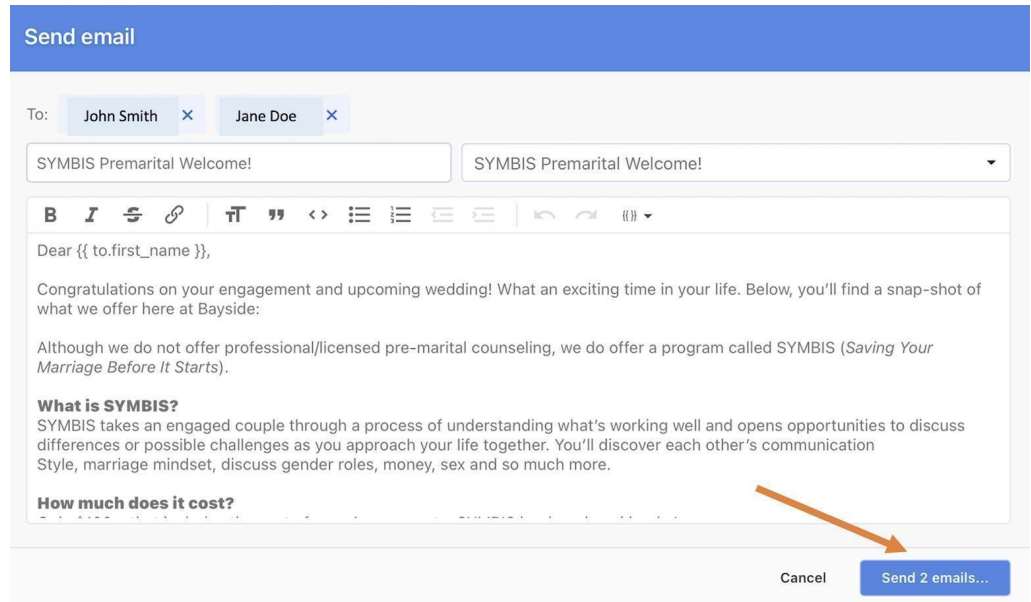 Send email
To: John Smith × Jane Doe ×
SYMBIS Premarital Welcome! SYMBIS Premarital Welcome!
B I S {{}}
Dear {{ to.first_name }},
Congratulations on your engagement and upcoming wedding! What an exciting time in your life. Below, you'll find a snap-shot of
what we offer here at Bayside:
Although we do not offer professional/licensed pre-marital counseling, we do offer a program called SYMBIS (Saving Your
Marriage Before It Starts).
What is SYMBIS?
SYMBIS takes an engaged couple through a process of understanding what's working well and opens opportunities to discuss
differences or possible challenges as you approach your life together. You'll discover each other's communication
Style, marriage mindset, discuss gender roles, money, sex and so much more.
How much does it cost?
Cancel Send 2 emails...